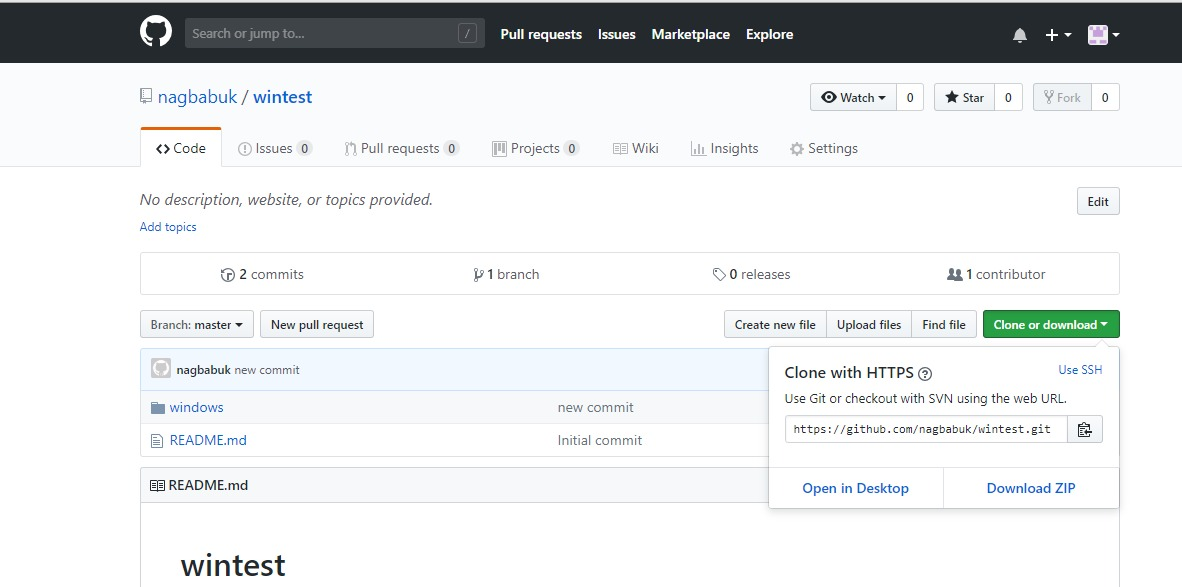 Search or jump to... / Pull requests Issues Marketplace Explore
nagbabuk / wintest Watch 0 Star 0 Fork 0
Code Issues 0 Pull requests 0 Projects 0 Wiki Insights Settings
No description, website, or topics provided. Edit
Add topics
2 commits 1 branch 0 releases 1 contributor
Branch: master New pull request Create new file Upload files Find file Clone or download
nagbabuk new commit
windows new commit
README.md Initial commit
Clone with HTTPS ? Use SSH
Use Git or checkout with SVN using the web URL.
https://github.com/nagbabuk/wintest.git
Open in Desktop Download ZIP
README.md
wintest